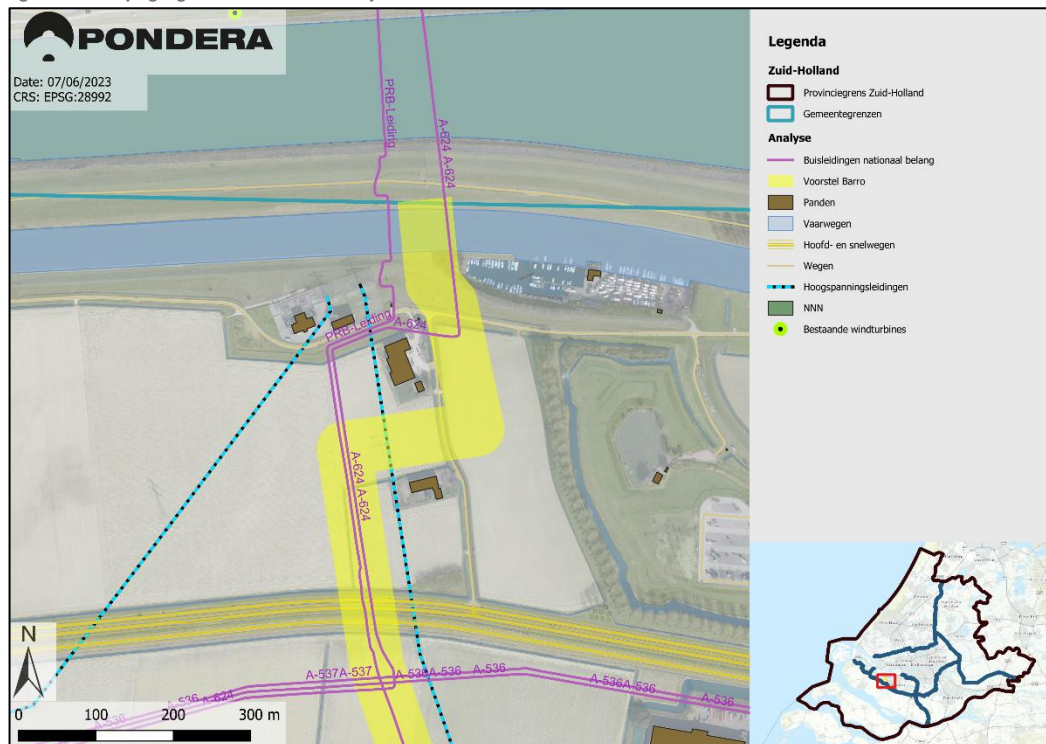 PONDERA
Date: 07/06/2023
CRS: EPSG:28992
PRB-Leiding
A-624 A-624
PRB-Leiding
A-624
A-624 A-624
A-537A-537
A-536
A-536
A-536
A-536A-536
A-536
A-624
A-536
N
0 100 200 300 m
Legenda
Zuid-Holland
Provinciegrens Zuid-Holland
Gemeentegrenzen
Analyse
Buisleidingen nationaal belang
Voorstel Barro
Panden
Vaarwegen
Hoofd- en snelwegen
Wegen
Hoogspanningsleidingen
NNN
Bestaande windturbines